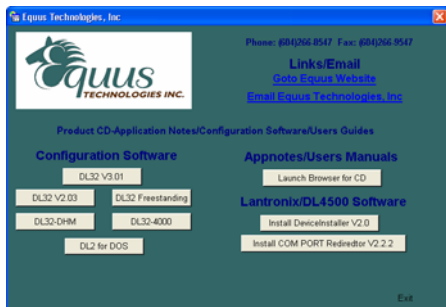 Equus Technologies, Inc
Equus
TECHNOLOGIES INC.
Phone: (604)266-8547 Fax: (604)266-9547
Links/Email
Goto Equus Website
Email Equus Technologies, Inc
Product CD-Application Notes/Configuration Software/Users Guides
Configuration Software
DL32 V3.01
DL32 V2.03
DL32 Freestanding
DL32-DHM
DL32-4000
DL2 for DOS
Appnotes/Users Manuals
Launch Browser for CD
Lantronix/DL4500 Software
Install DeviceInstaller V2.0
Install COM PORT Rediredtor V2.2.2
Exit